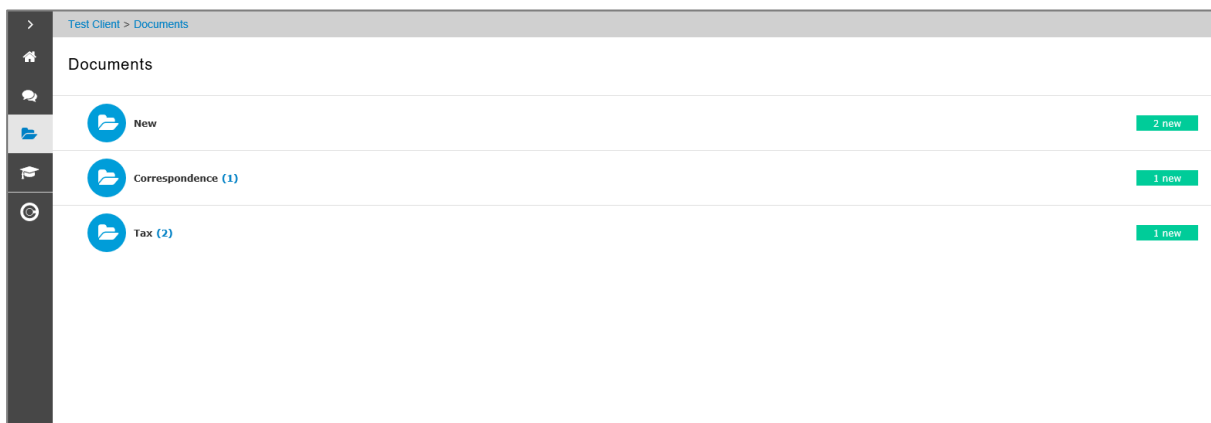 Test Client > Documents
Documents
New
2 new
Correspondence (1)
1 new
Tax (2)
1 new